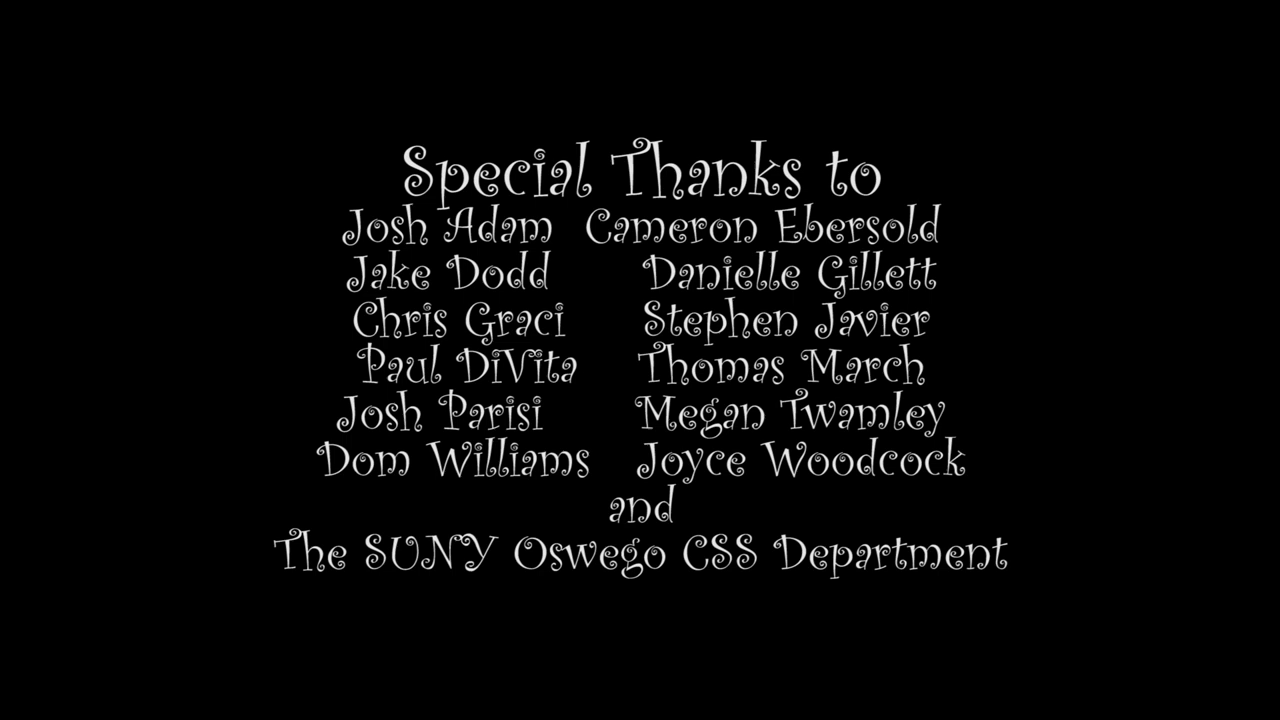 Special Thanks to
Josh Adam Cameron Ebersold
Jake Dodd Danielle Gillett
Chris Graci Stephen Javier
Paul DiVita Thomas March
Josh Parisi Megan Twamley
Dom Williams Joyce Woodcock
and
The SUNY Oswego CSS Department